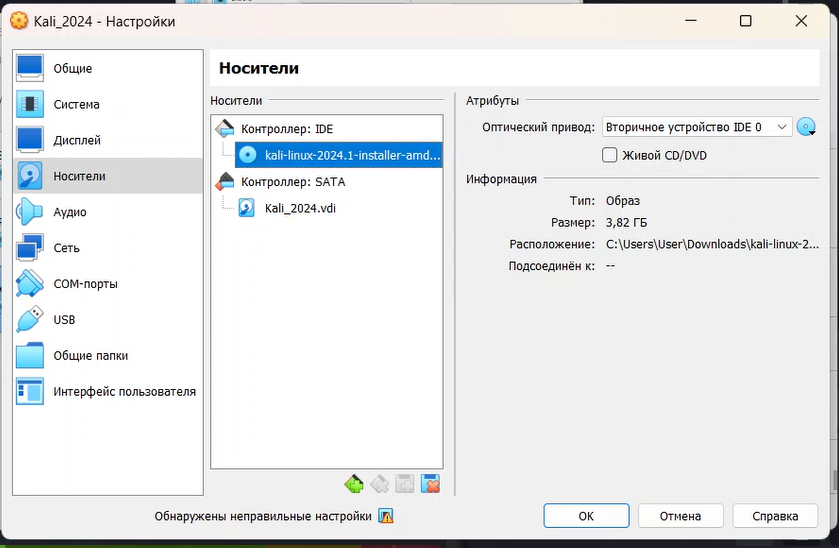 Kali_2024 - Настройки
Общие
Система
Дисплей
Носители
Аудио
Сеть
COM-порты
USB
Общие папки
Интерфейс пользователя
Носители
Носители
Контроллер: IDE
kali-linux-2024.1-installer-amd...
Контроллер: SATA
Kali_2024.vdi
Атрибуты
Оптический привод: Вторичное устройство IDE 0
Живой CD/DVD
Информация
Тип: Образ
Размер: 3,82 ГБ
Расположение: C:\Users\User\Downloads\kali-linux-2...
Подсоединён к: --
Обнаружены неправильные настройки
OK
Отмена
Справка